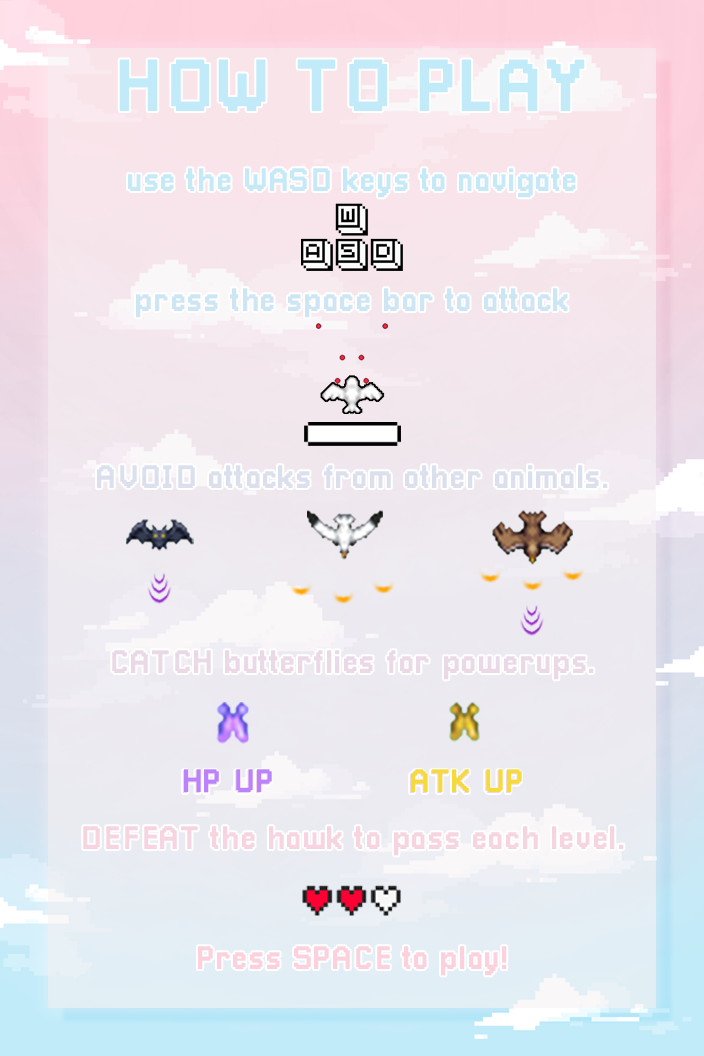 HOW TO PLAY
use the WASD keys to navigate
W
A S D
press the space bar to attack
AVOID attacks from other animals.
CATCH butterflies for powerups.
HP UP ATK UP
DEFEAT the hawk to pass each level.
Press SPACE to play!